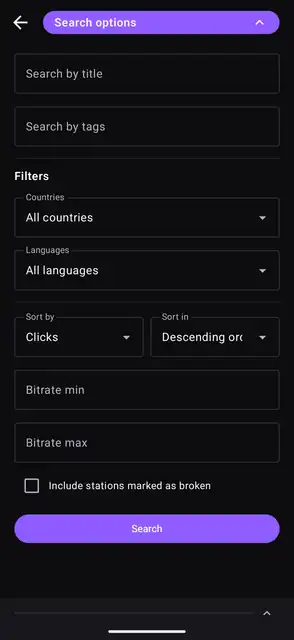 Search options
Search by title
Search by tags
Filters
Countries
All countries
Languages
All languages
Sort by
Sort in
Clicks
Descending orc
Bitrate min
Bitrate max
Include stations marked as broken
Search